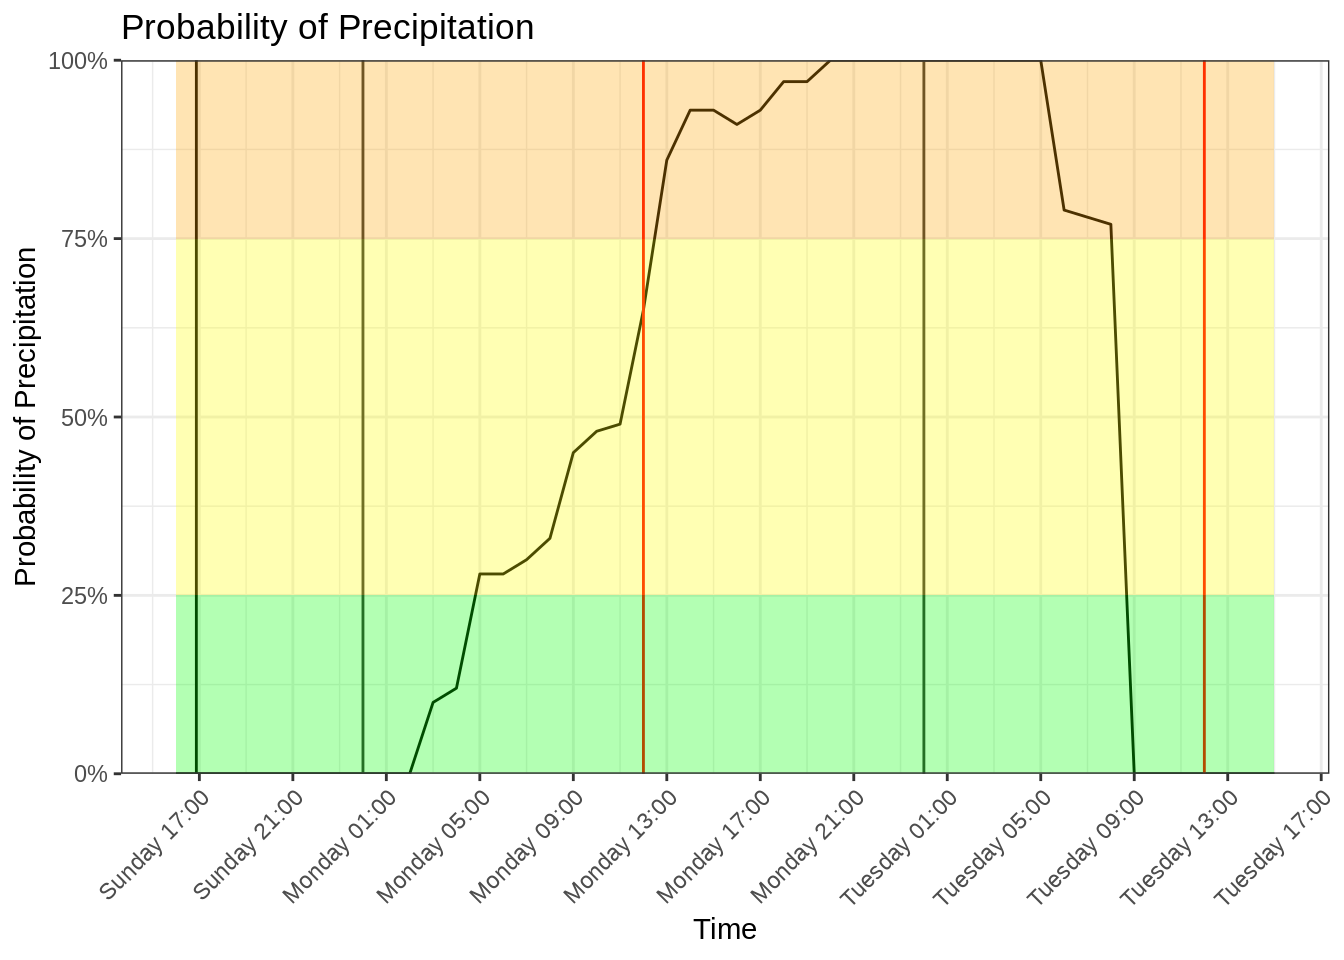 Probability of Precipitation
Probability of Precipitation
100%
75%
50%
25%
0%
Sunday 17:00
Sunday 21:00
Monday 01:00
Monday 05:00
Monday 09:00
Monday 13:00
Monday 17:00
Monday 21:00
Tuesday 01:00
Tuesday 05:00
Tuesday 09:00
Tuesday 13:00
Tuesday 17:00
Time